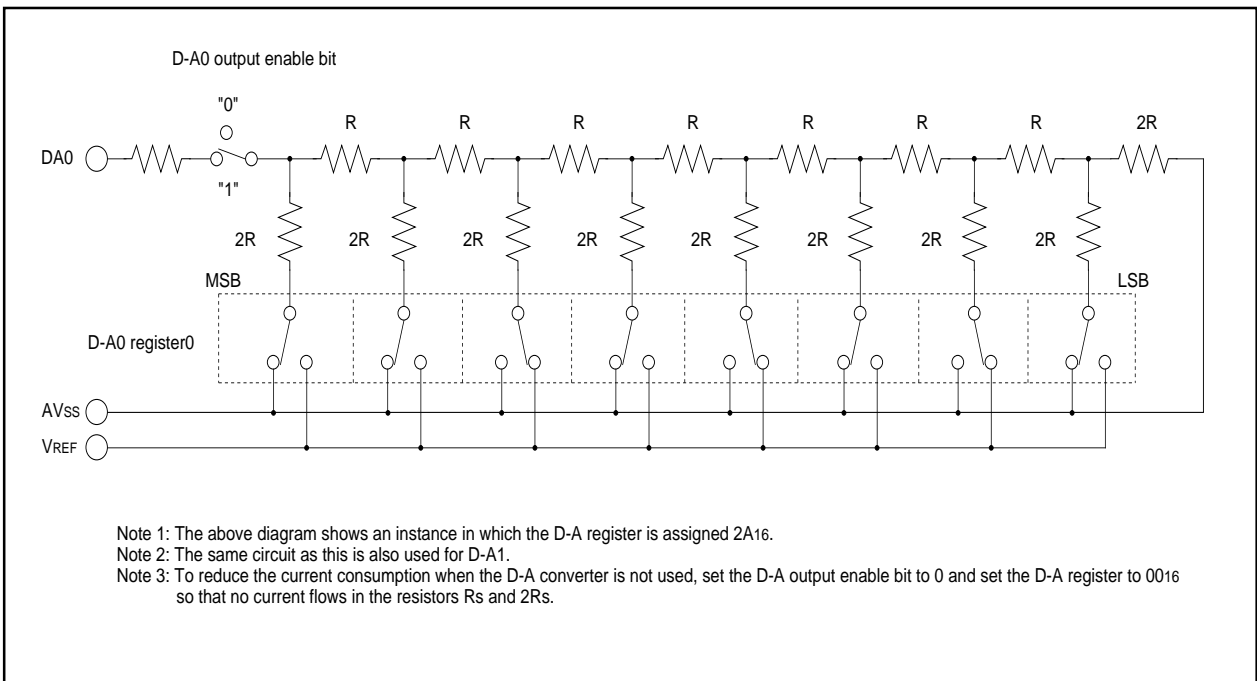 D-A0 output enable bit
"0"
R R R R R R R 2R
DA0
"1"
2R 2R 2R 2R 2R 2R 2R 2R
MSB LSB
D-A0 register0
AVSS
VREF
Note 1: The above diagram shows an instance in which the D-A register is assigned 2A16.
Note 2: The same circuit as this is also used for D-A1.
Note 3: To reduce the current consumption when the D-A converter is not used, set the D-A output enable bit to 0 and set the D-A register to 0016
so that no current flows in the resistors Rs and 2Rs.